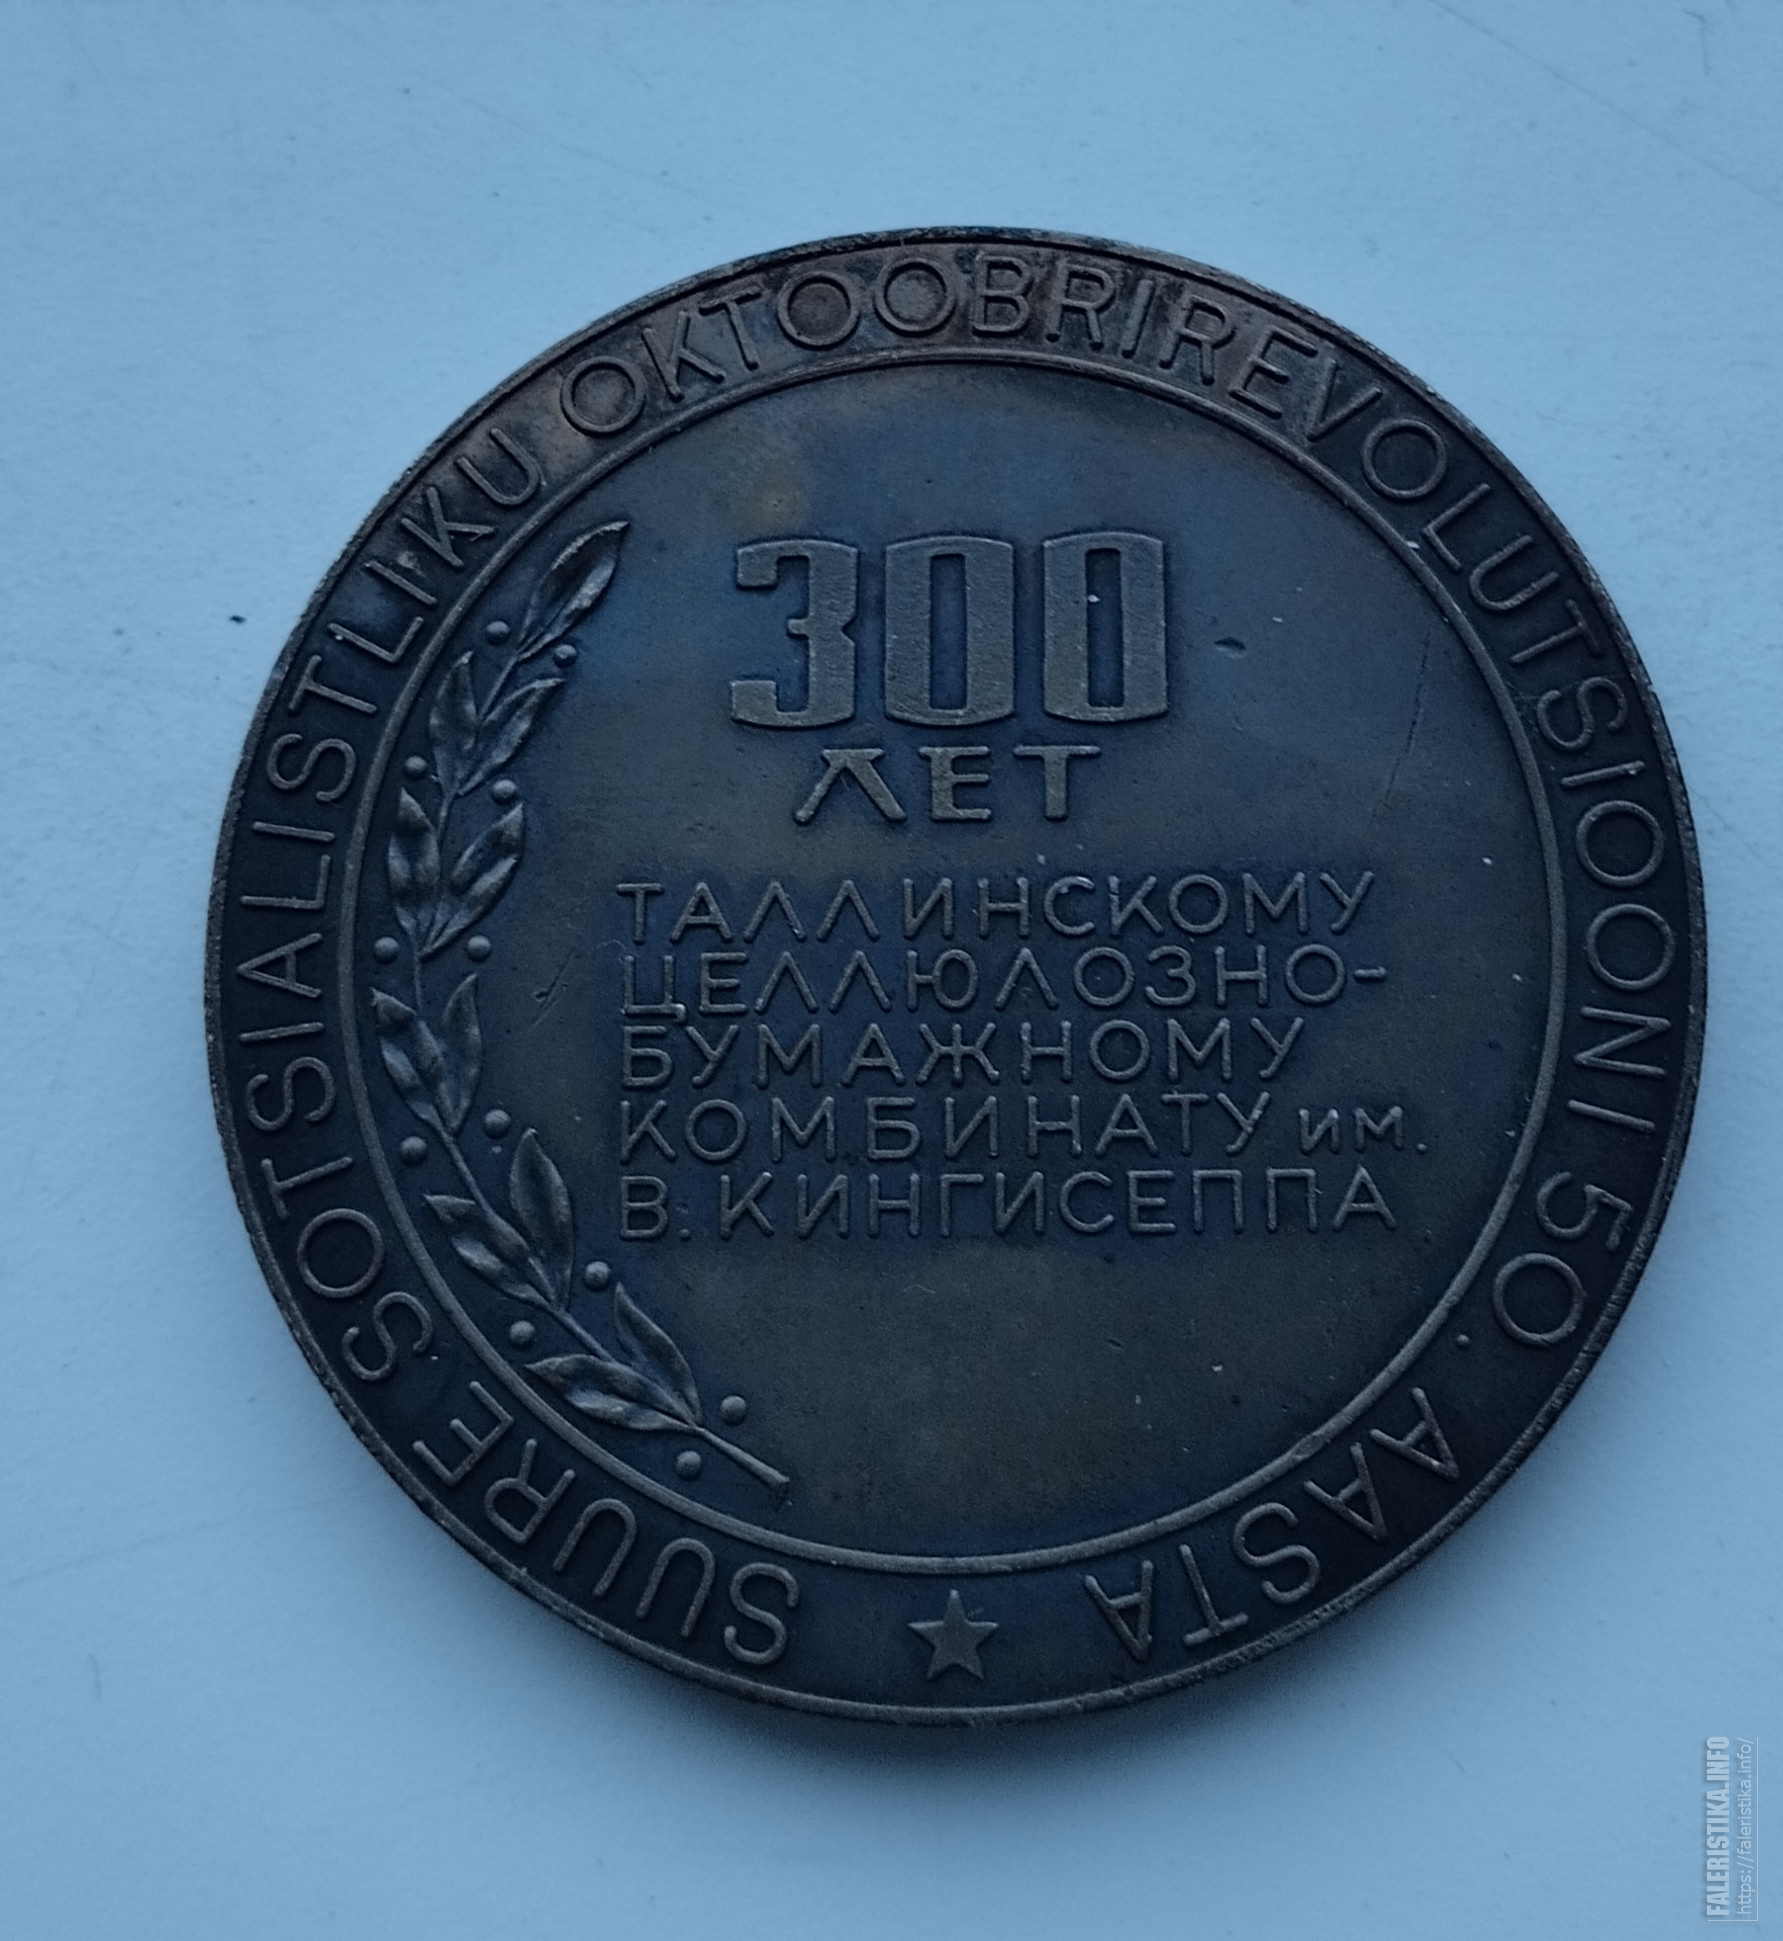 SUURE SOTSIALISTLIKU OKTOOBRIREVOLUTSIOONI 50. AASTA
300
ЛЕТ
ТАЛЛИНСКОМУ
ЦЕЛЛЮЛОЗНО-
БУМАЖНОМУ
КОМБИНАТУ им.
В. КИНГИСЕППА
FALERISTIKA.INFO
https://faleristika.info/